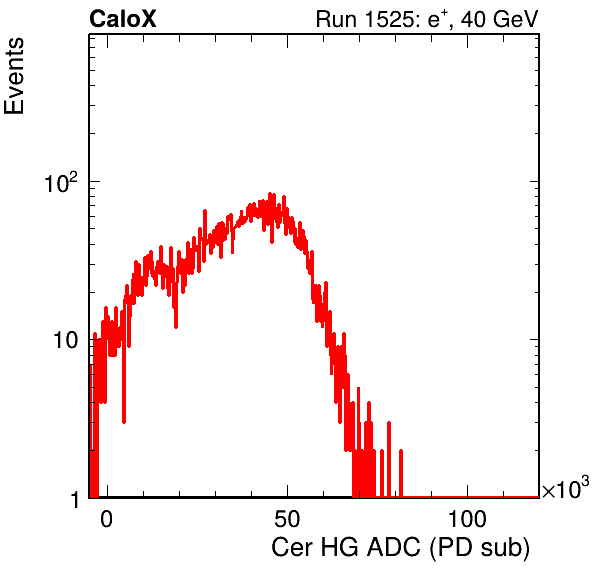 CaloX Run 1525: e⁺, 40 GeV
Events
10²
10
1
0 50 100 ×10³
Cer HG ADC (PD sub)